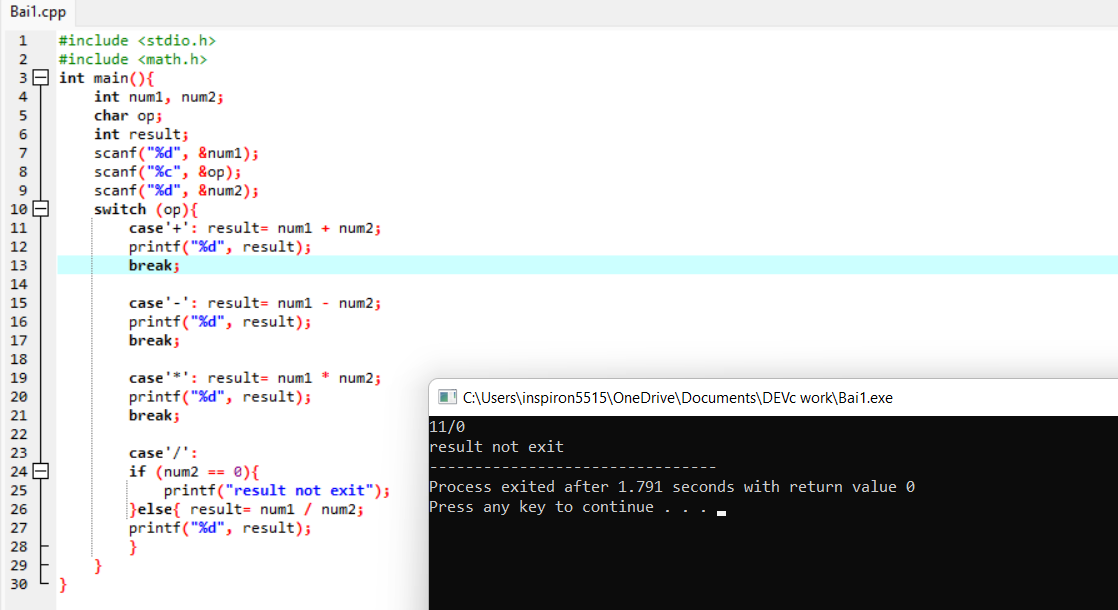 Bai1.cpp
1 #include <stdio.h>
2 #include <math.h>
3 int main(){
4 int num1, num2;
5 char op;
6 int result;
7 scanf("%d", &num1);
8 scanf("%c", &op);
9 scanf("%d", &num2);
10 switch (op){
11 case'+': result= num1 + num2;
12 printf("%d", result);
13 break;
14
15 case'-': result= num1 - num2;
16 printf("%d", result);
17 break;
18
19 case'*': result= num1 * num2;
20 printf("%d", result);
21 break;
22
23 case'/':
24 if (num2 == 0){
25 printf("result not exit");
26 }else{ result= num1 / num2;
27 printf("%d", result);
28 }
29 }
30 }
C:\Users\inspiron5515\OneDrive\Documents\DEVc work\Bai1.exe
11/0
result not exit
--------------------------------
Process exited after 1.791 seconds with return value 0
Press any key to continue . . .